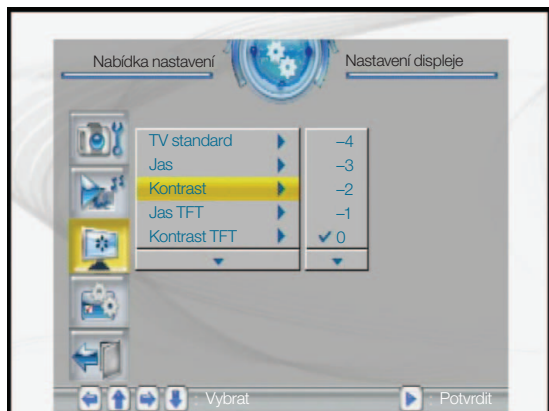 Nabídka nastavení Nastavení displeje
TV standard –4
Jas –3
Kontrast –2
Jas TFT –1
Kontrast TFT 0
: Vybrat : Potvrdit